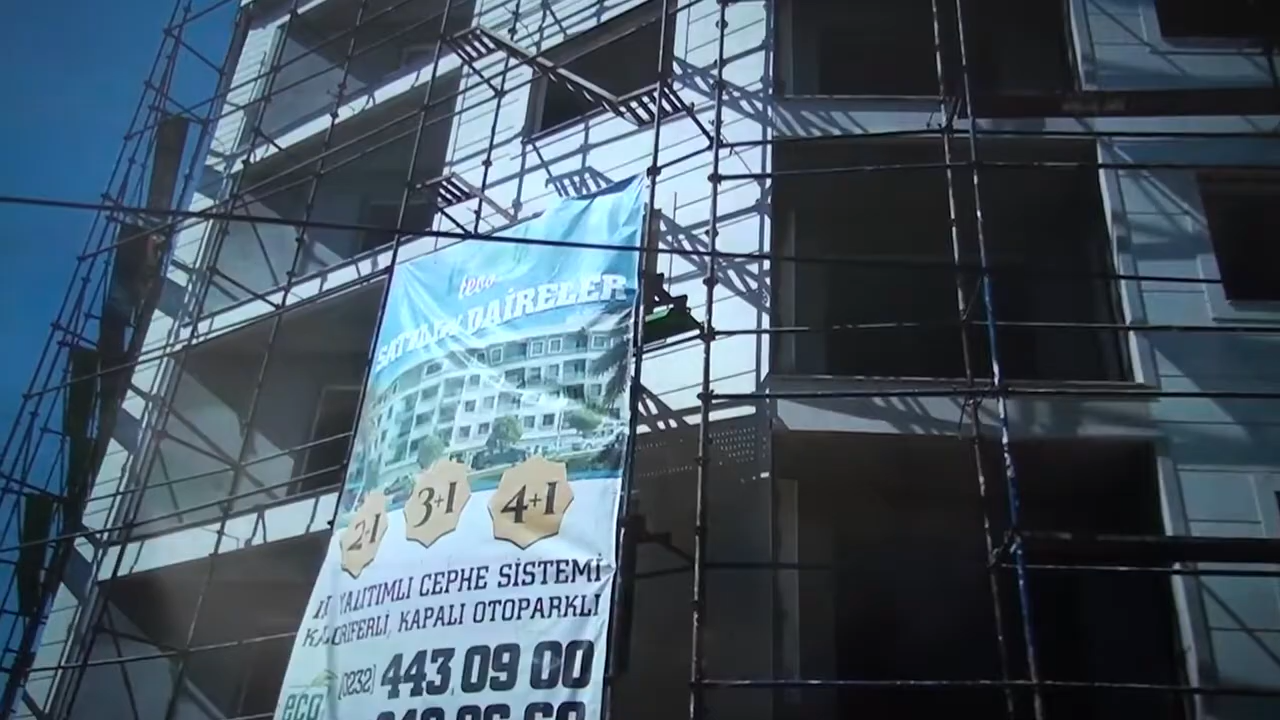 SATILIK DAİRELER
2+1
3+1
4+1
YALITIMLI CEPHE SİSTEMİ
KALORİFERLİ, KAPALI OTOPARKLI
(0232) 443 09 00
eco